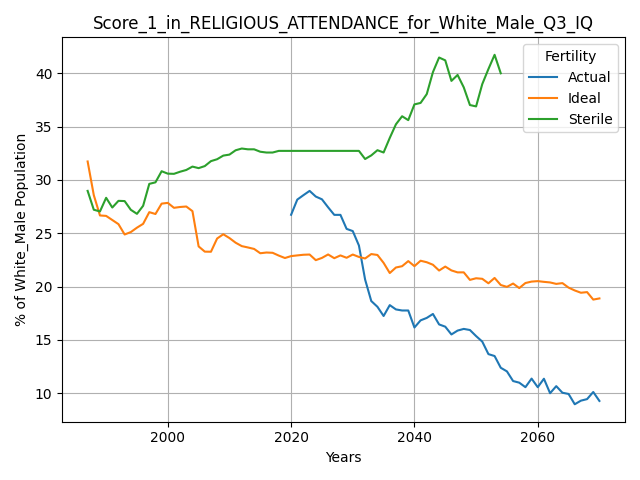 Score_1_in_RELIGIOUS_ATTENDANCE_for_White_Male_Q3_IQ
Fertility
Actual
Ideal
Sterile
% of White_Male Population
40
35
30
25
20
15
10
2000
2020
2040
2060
Years